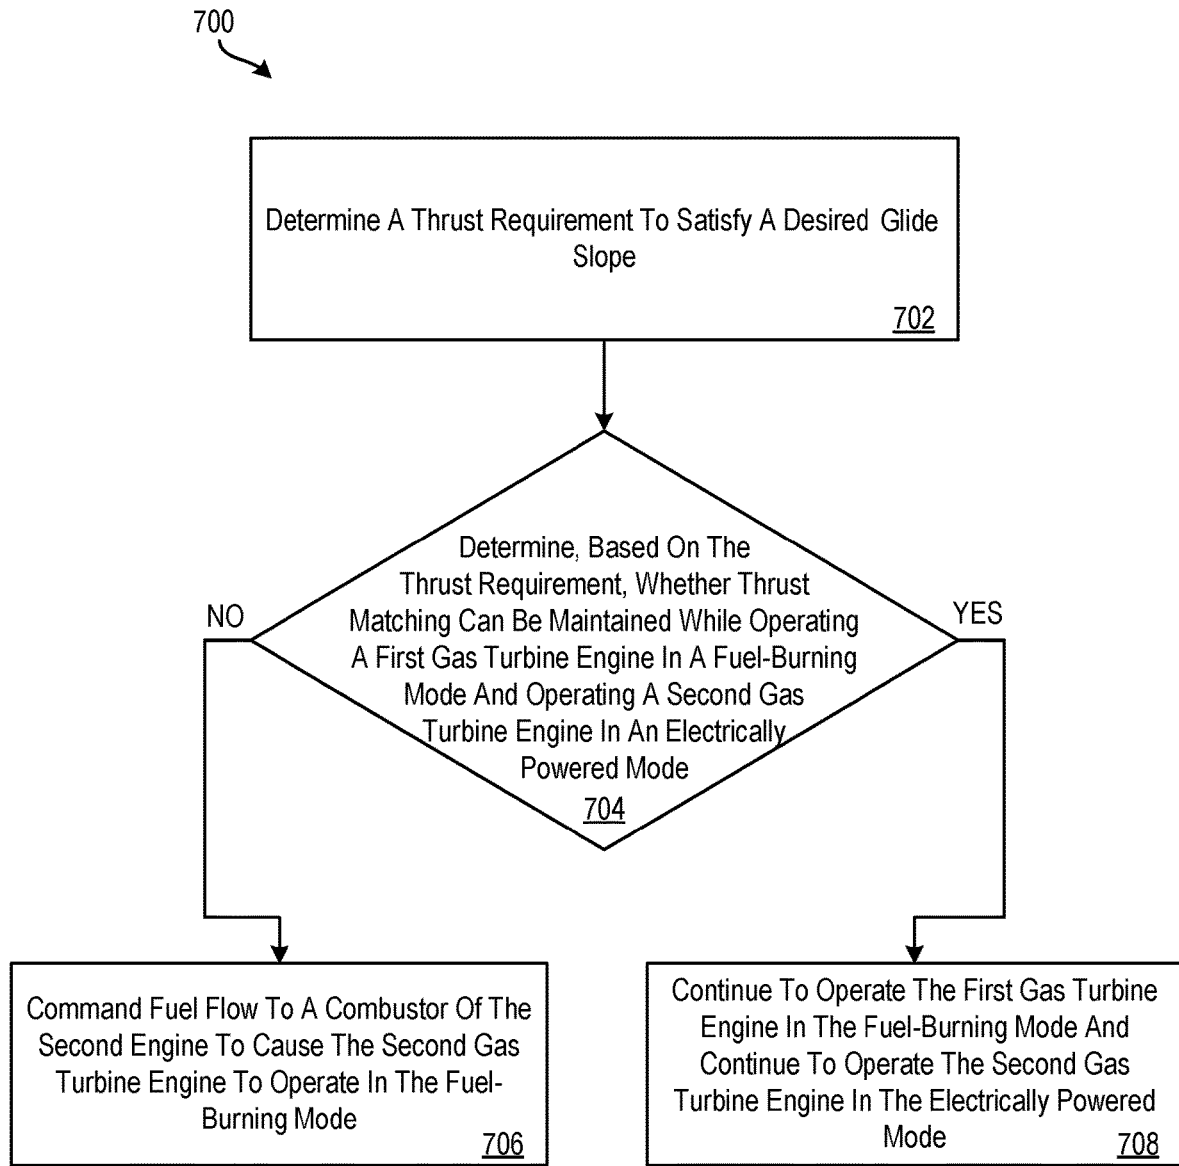 700
Determine A Thrust Requirement To Satisfy A Desired Glide
Slope
702
Determine, Based On The
Thrust Requirement, Whether Thrust
Matching Can Be Maintained While Operating
A First Gas Turbine Engine In A Fuel-Burning
Mode And Operating A Second Gas
Turbine Engine In An Electrically
Powered Mode
704
NO
YES
Command Fuel Flow To A Combustor Of The
Second Engine To Cause The Second Gas
Turbine Engine To Operate In The Fuel-
Burning Mode
706
Continue To Operate The First Gas Turbine
Engine In The Fuel-Burning Mode And
Continue To Operate The Second Gas
Turbine Engine In The Electrically Powered
Mode
708